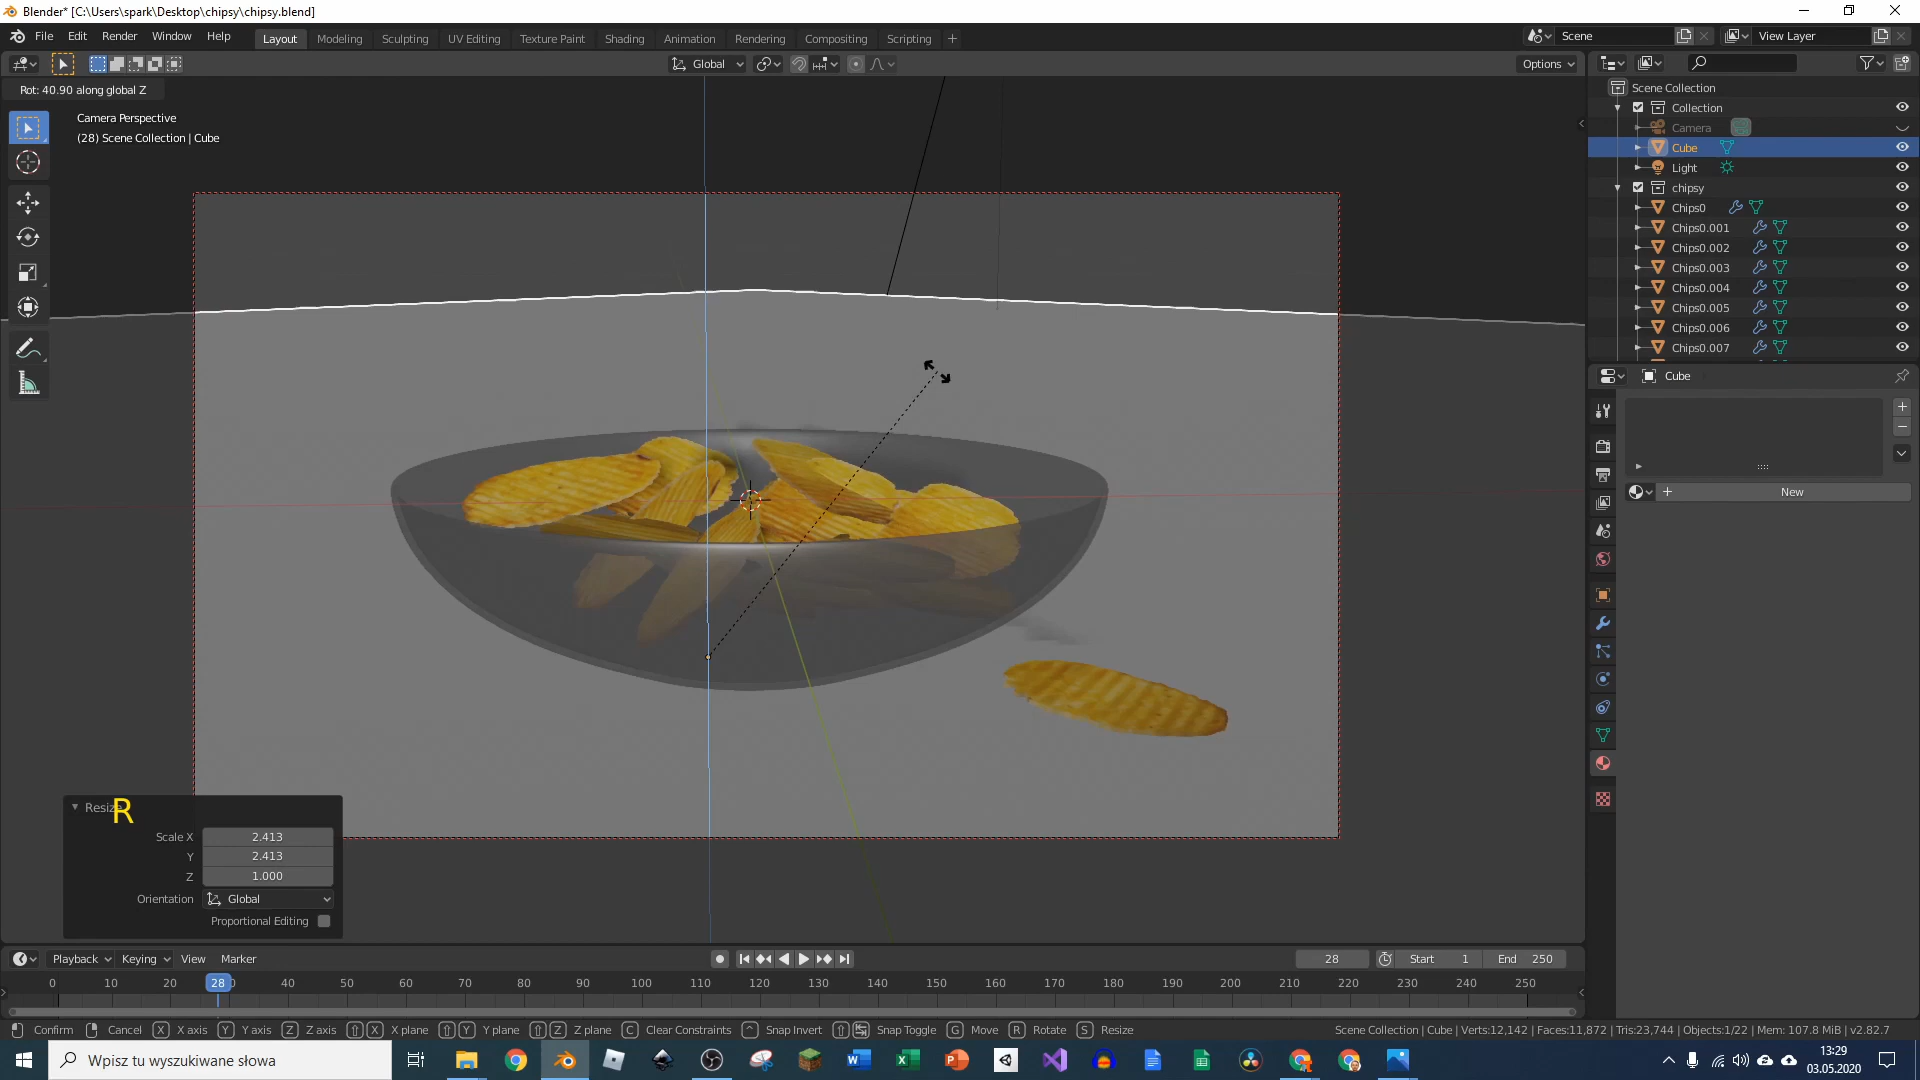 Blender* [C:\Users\spark\Desktop\chipsy\chipsy.blend]
File Edit Render Window Help Layout Modeling Sculpting UV Editing Texture Paint Shading Animation Rendering Compositing Scripting + Scene View Layer
Global Options
Rot: 40.90 along global Z
Camera Perspective
(28) Scene Collection | Cube
Scene Collection
Collection
Camera
Cube
Light
chipsy
Chips0
Chips0.001
Chips0.002
Chips0.003
Chips0.004
Chips0.005
Chips0.006
Chips0.007
Cube
New
Resize
R
Scale X 2.413
Y 2.413
Z 1.000
Orientation Global
Proportional Editing
Playback Keying View Marker 28 Start 1 End 250
0 10 20 28 40 50 60 70 80 90 100 110 120 130 140 150 160 170 180 190 200 210 220 230 240 250
Confirm Cancel X X axis Y Y axis Z Z axis X X plane Y Y plane Z Z plane C Clear Constraints ^ Snap Invert Snap Toggle G Move R Rotate S Resize Scene Collection | Cube | Verts:12,142 | Faces:11,872 | Tris:23,744 | Objects:1/22 | Mem: 107.8 MiB | v2.82.7
Wpisz tu wyszukiwane słowa
13:29
03.05.2020